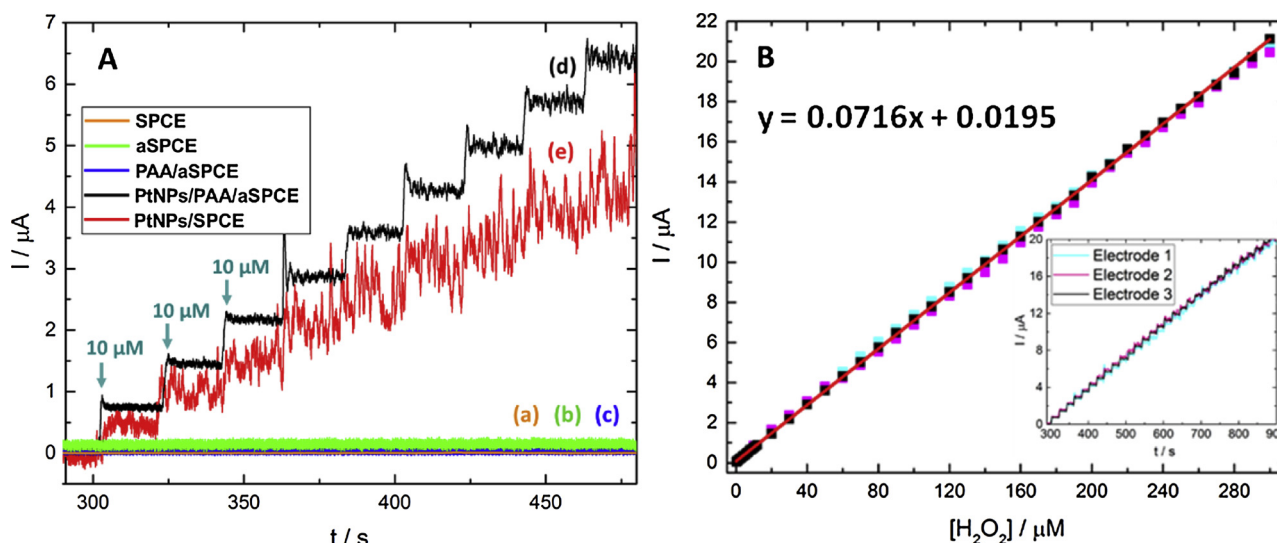 A
7
6
5
4
3
2
1
0
I / μA
SPCE
aSPCE
PAA/aSPCE
PtNPs/PAA/aSPCE
PtNPs/SPCE
(d)
(e)
10 μM
10 μM
10 μM
(a) (b) (c)
300 350 400 450
t / s
B
22
20
18
16
14
12
10
8
6
4
2
0
I / μA
y = 0.0716x + 0.0195
20
16
12
8
4
I / μA
Electrode 1
Electrode 2
Electrode 3
300 400 500 600 700 800 900
t / s
0 40 80 120 160 200 240 280
[H₂O₂] / μM